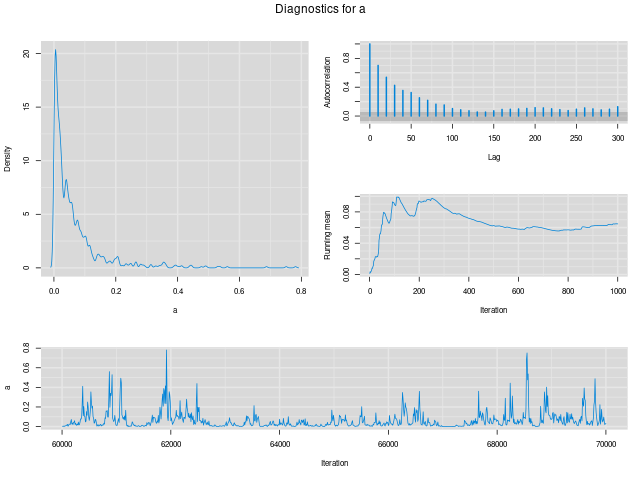 Diagnostics for a
Density
20
15
10
5
0
0.0 0.2 0.4 0.6 0.8
a
Autocorrelation
0.8
0.4
0.0
0 50 100 150 200 250 300
Lag
Running mean
0.08
0.04
0.00
0 200 400 600 800 1000
Iteration
a
0.8
0.6
0.4
0.2
0.0
60000 62000 64000 66000 68000 70000
Iteration